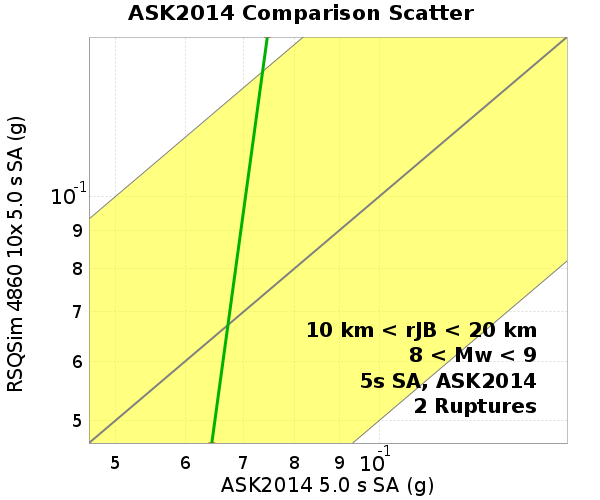 ASK2014 Comparison Scatter
RSQSim 4860 10x 5.0 s SA (g)
10-1
9
8
7
6
5
10 km < rJB < 20 km
8 < Mw < 9
5s SA, ASK2014
2 Ruptures
5 6 7 8 9 10-1
ASK2014 5.0 s SA (g)